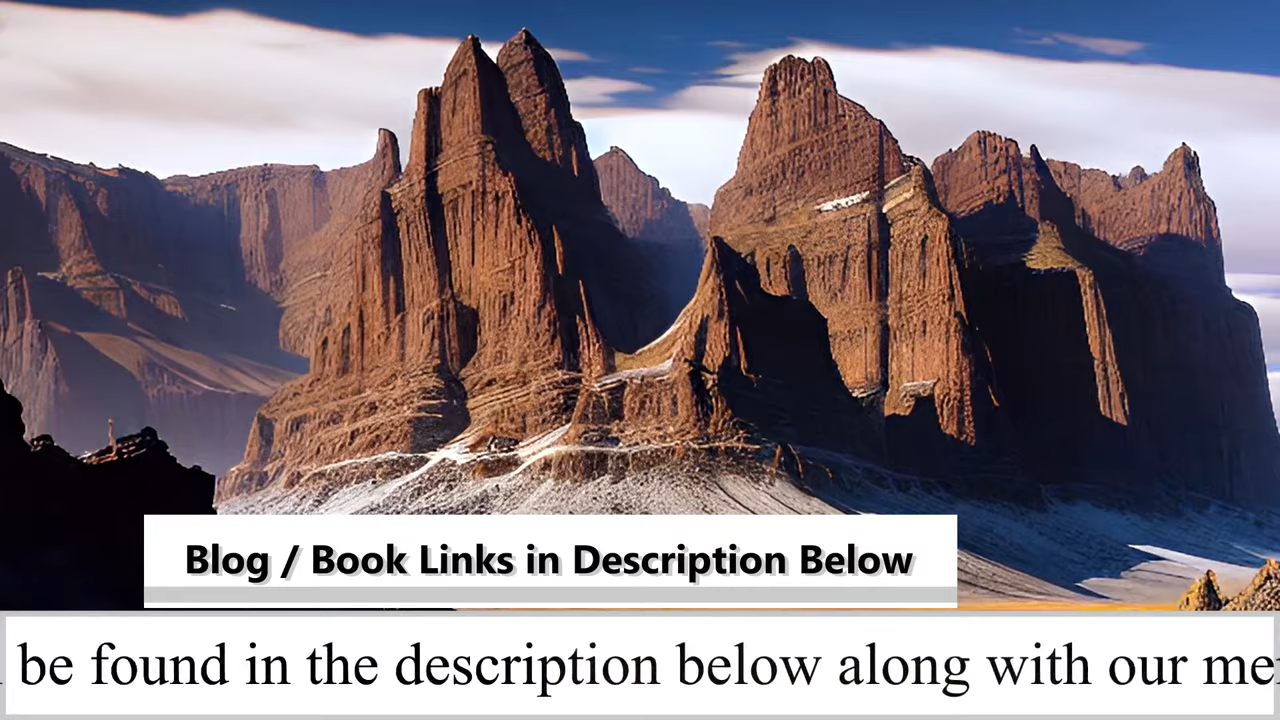 Blog / Book Links in Description Below
be found in the description below along with our